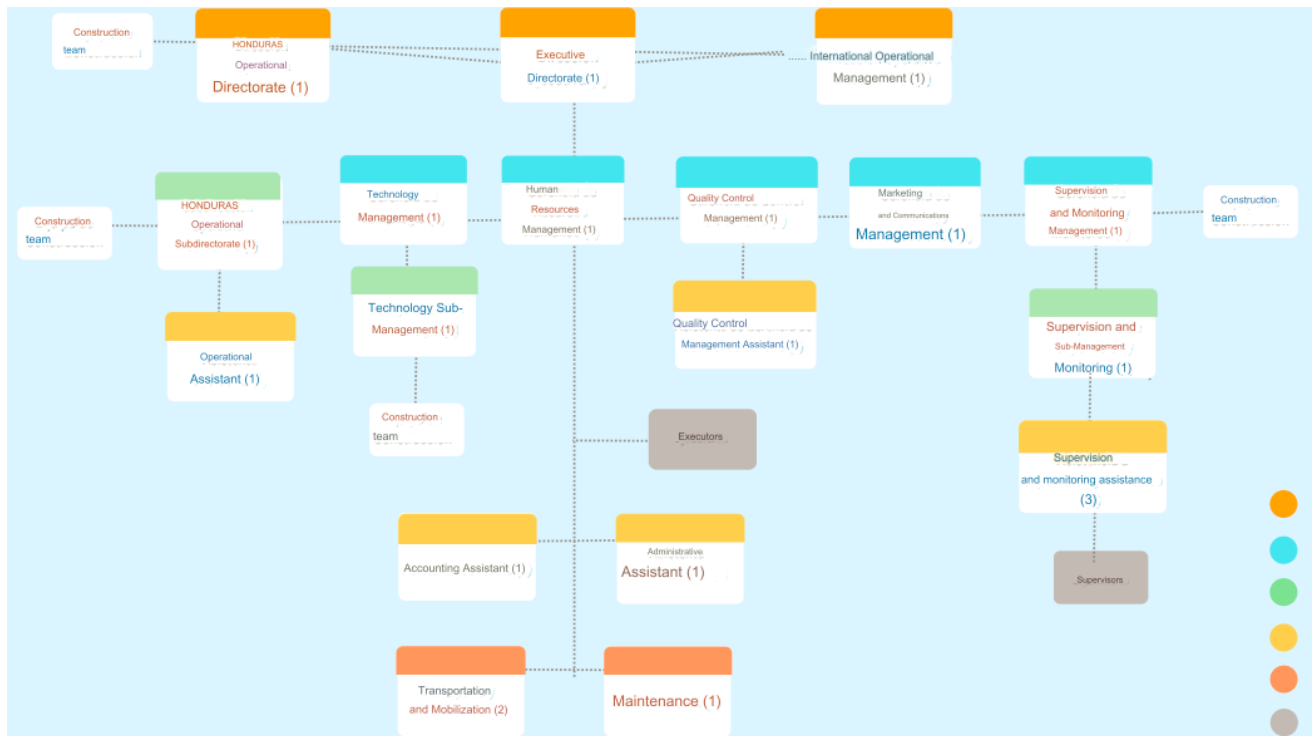 Construction
team
HONDURAS
Operational
Directorate (1)
Executive
Directorate (1)
...... International Operational
Management (1)
Construction
team
HONDURAS
Operational
Subdirectorate (1)
Technology
Management (1)
Human
Resources
Management (1)
Quality Control
Management (1)
Marketing
and Communications
Management (1)
Supervision
and Monitoring
Management (1)
Construction
team
Operational
Assistant (1)
Technology Sub-
Management (1)
Quality Control
Management Assistant (1)
Supervision and
Sub-Management
Monitoring (1)
Construction
team
Executors
Supervision
and monitoring assistance
(3)
Accounting Assistant (1)
Administrative
Assistant (1)
Supervisors
Transportation
and Mobilization (2)
Maintenance (1)